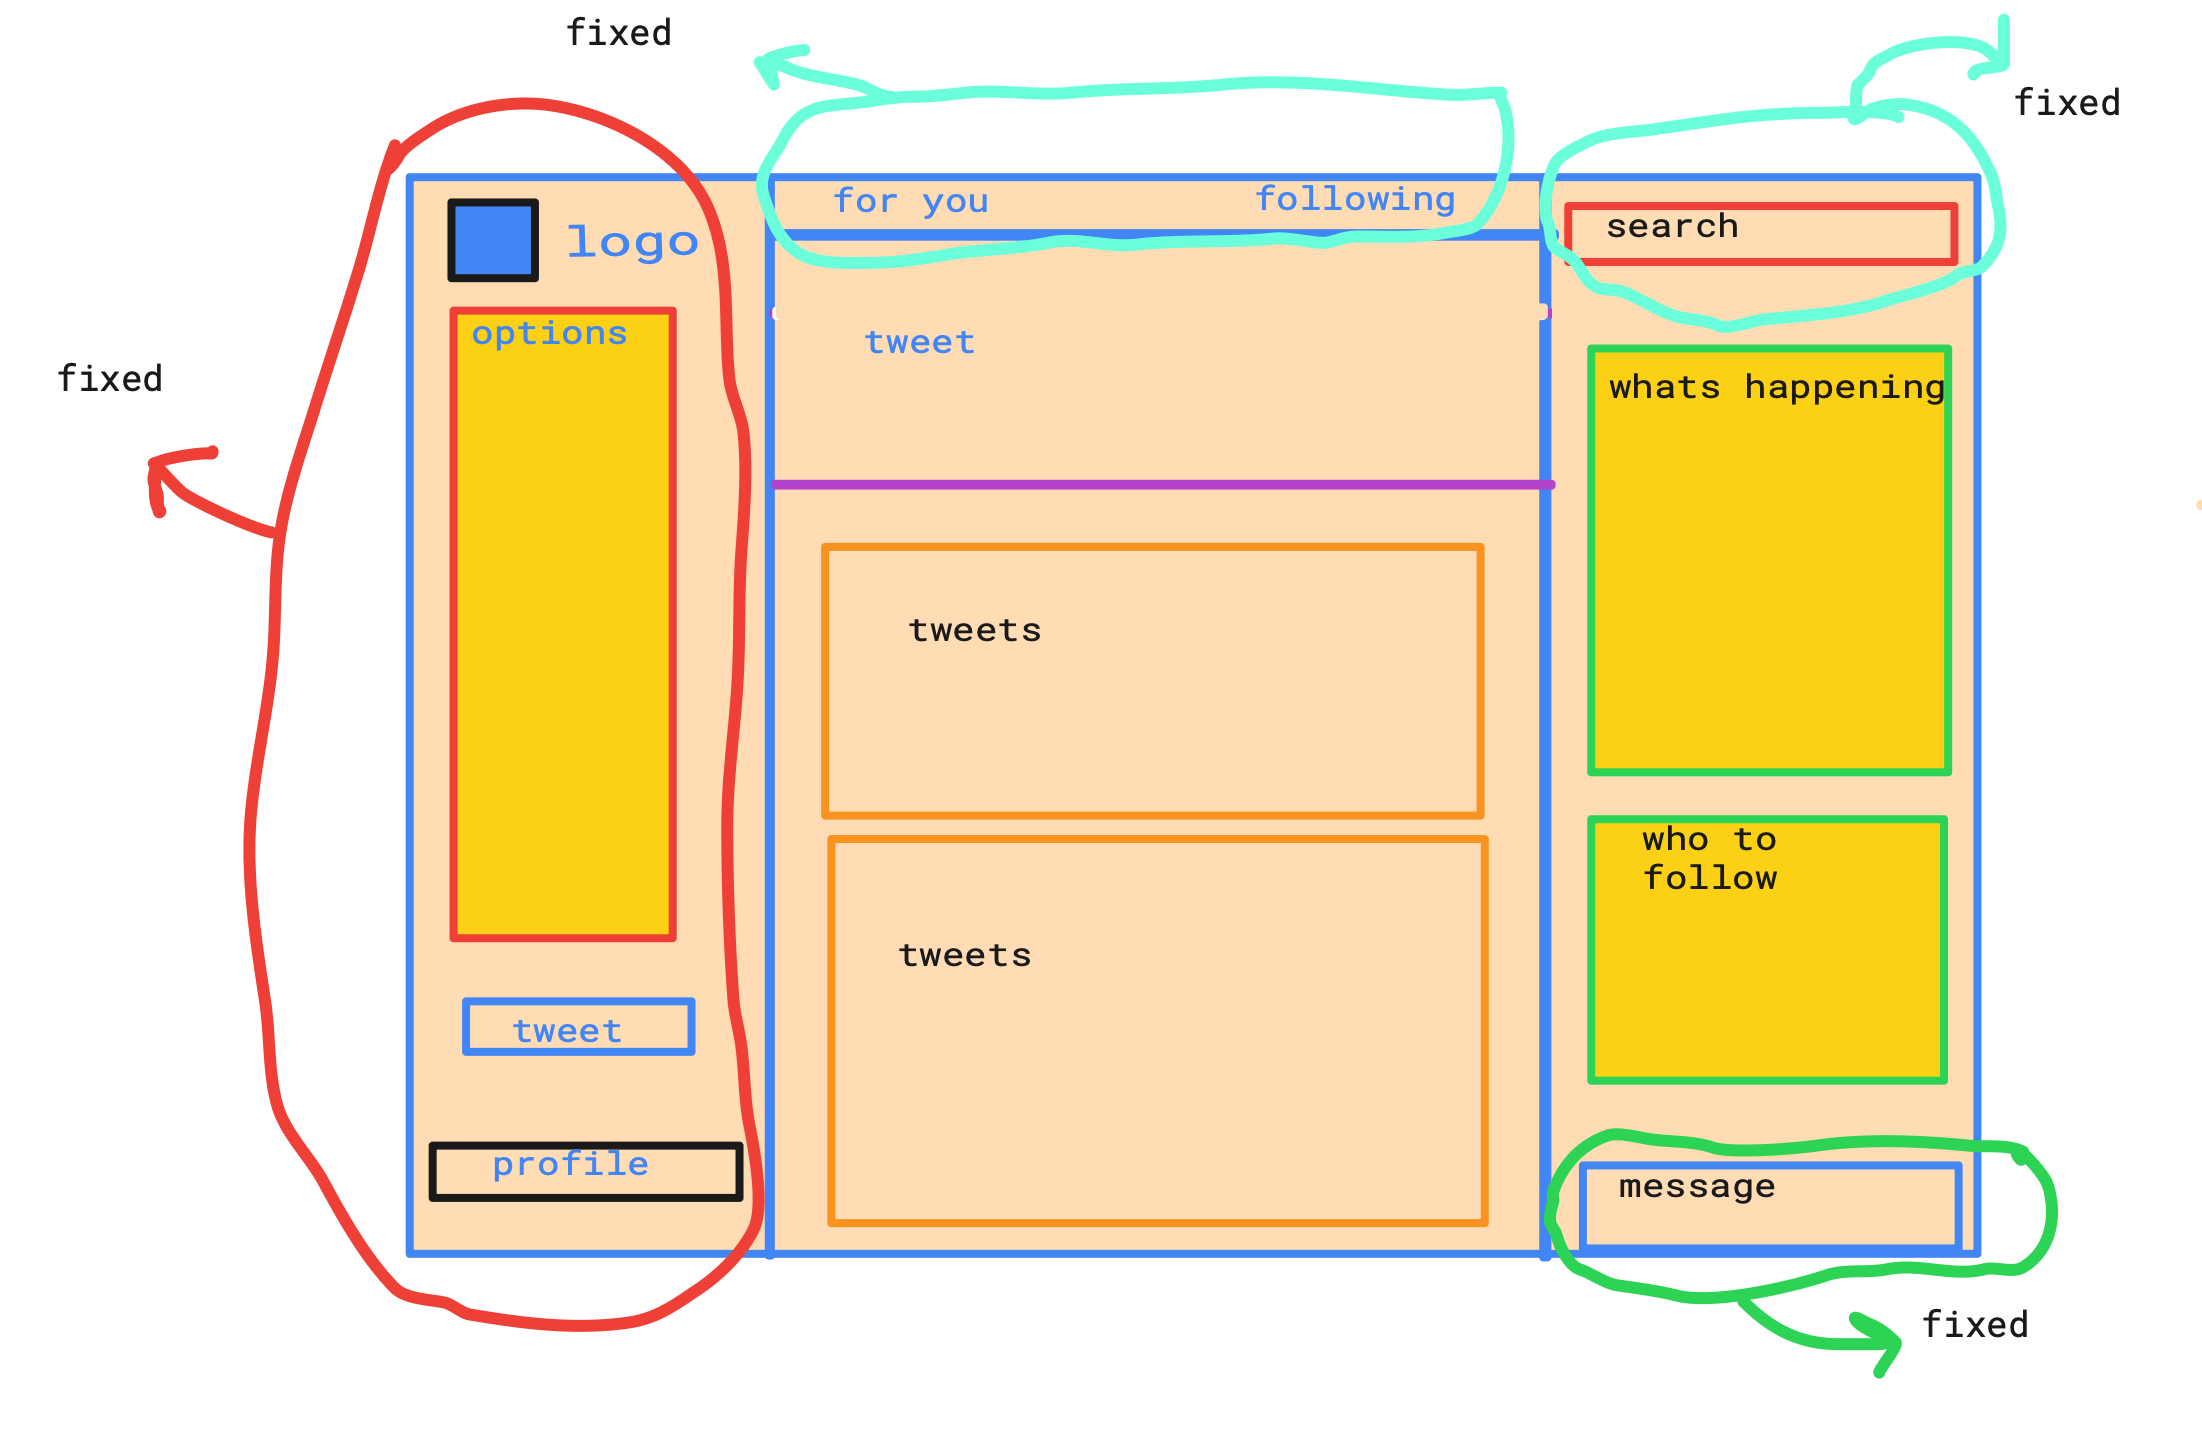 fixed
fixed
for you
following
search
logo
options
tweet
whats happening
fixed
tweets
who to
follow
tweets
tweet
profile
message
fixed